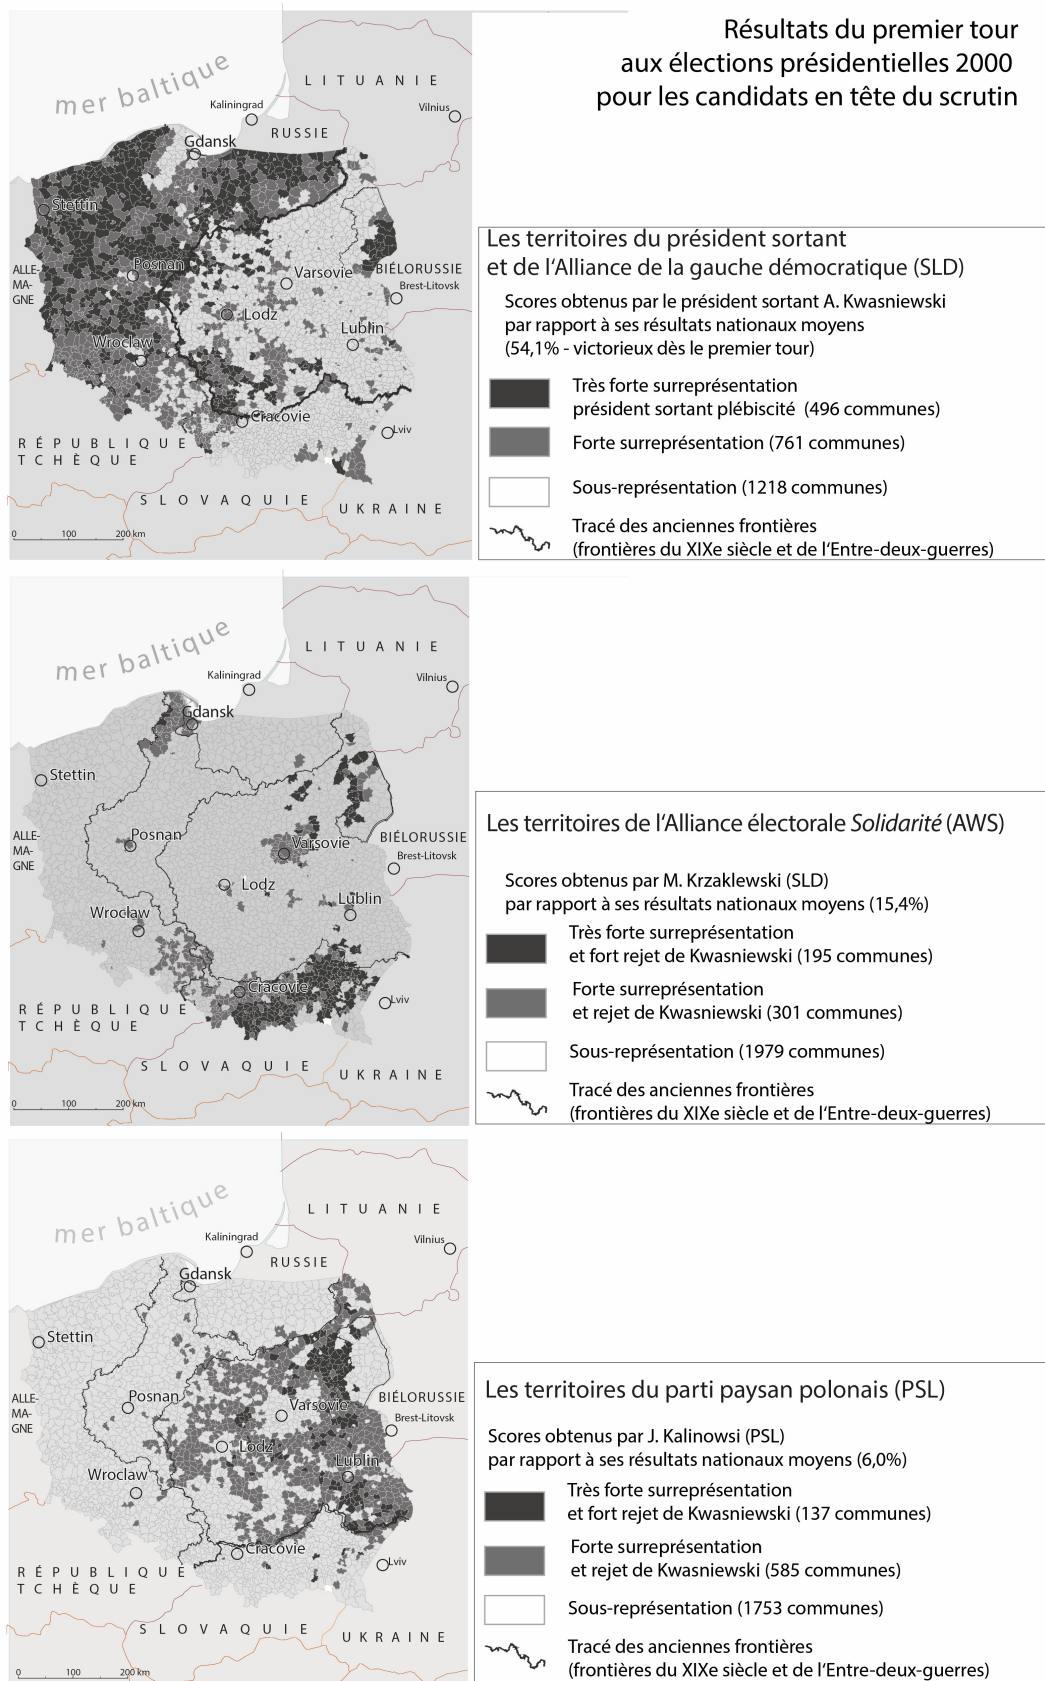 Résultats du premier tour
aux élections présidentielles 2000
pour les candidats en tête du scrutin
mer baltique
LITUANIE
Kaliningrad
Vilnius
RUSSIE
Gdansk
Stettin
ALLE-
MA-
GNE
Posnan
Varsovie
BIÉLORUSSIE
Brest-Litovsk
Lodz
Lublin
Wroclaw
Cracovie
Lviv
RÉPUBLIQUE
TCHÈQUE
SLOVAQUIE
UKRAINE
0 100 200 km
Les territoires du président sortant
et de l'Alliance de la gauche démocratique (SLD)
Scores obtenus par le président sortant A. Kwasniewski
par rapport à ses résultats nationaux moyens
(54,1% - victorieux dès le premier tour)
Très forte surreprésentation
président sortant plébiscité (496 communes)
Forte surreprésentation (761 communes)
Sous-représentation (1218 communes)
Tracé des anciennes frontières
(frontières du XIXe siècle et de l'Entre-deux-guerres)
mer baltique
LITUANIE
Kaliningrad
Vilnius
Gdansk
Stettin
ALLE-
MA-
GNE
Posnan
Varsovie
BIÉLORUSSIE
Brest-Litovsk
Lodz
Lublin
Wroclaw
Cracovie
Lviv
RÉPUBLIQUE
TCHÈQUE
SLOVAQUIE
UKRAINE
0 100 200 km
Les territoires de l'Alliance électorale Solidarité (AWS)
Scores obtenus par M. Krzaklewski (SLD)
par rapport à ses résultats nationaux moyens (15,4%)
Très forte surreprésentation
et fort rejet de Kwasniewski (195 communes)
Forte surreprésentation
et rejet de Kwasniewski (301 communes)
Sous-représentation (1979 communes)
Tracé des anciennes frontières
(frontières du XIXe siècle et de l'Entre-deux-guerres)
mer baltique
LITUANIE
Kaliningrad
Vilnius
RUSSIE
Gdansk
Stettin
ALLE-
MA-
GNE
Posnan
Varsovie
BIÉLORUSSIE
Brest-Litovsk
Lodz
Lublin
Wroclaw
Cracovie
Lviv
RÉPUBLIQUE
TCHÈQUE
SLOVAQUIE
UKRAINE
0 100 200 km
Les territoires du parti paysan polonais (PSL)
Scores obtenus par J. Kalinowsi (PSL)
par rapport à ses résultats nationaux moyens (6,0%)
Très forte surreprésentation
et fort rejet de Kwasniewski (137 communes)
Forte surreprésentation
et rejet de Kwasniewski (585 communes)
Sous-représentation (1753 communes)
Tracé des anciennes frontières
(frontières du XIXe siècle et de l'Entre-deux-guerres)